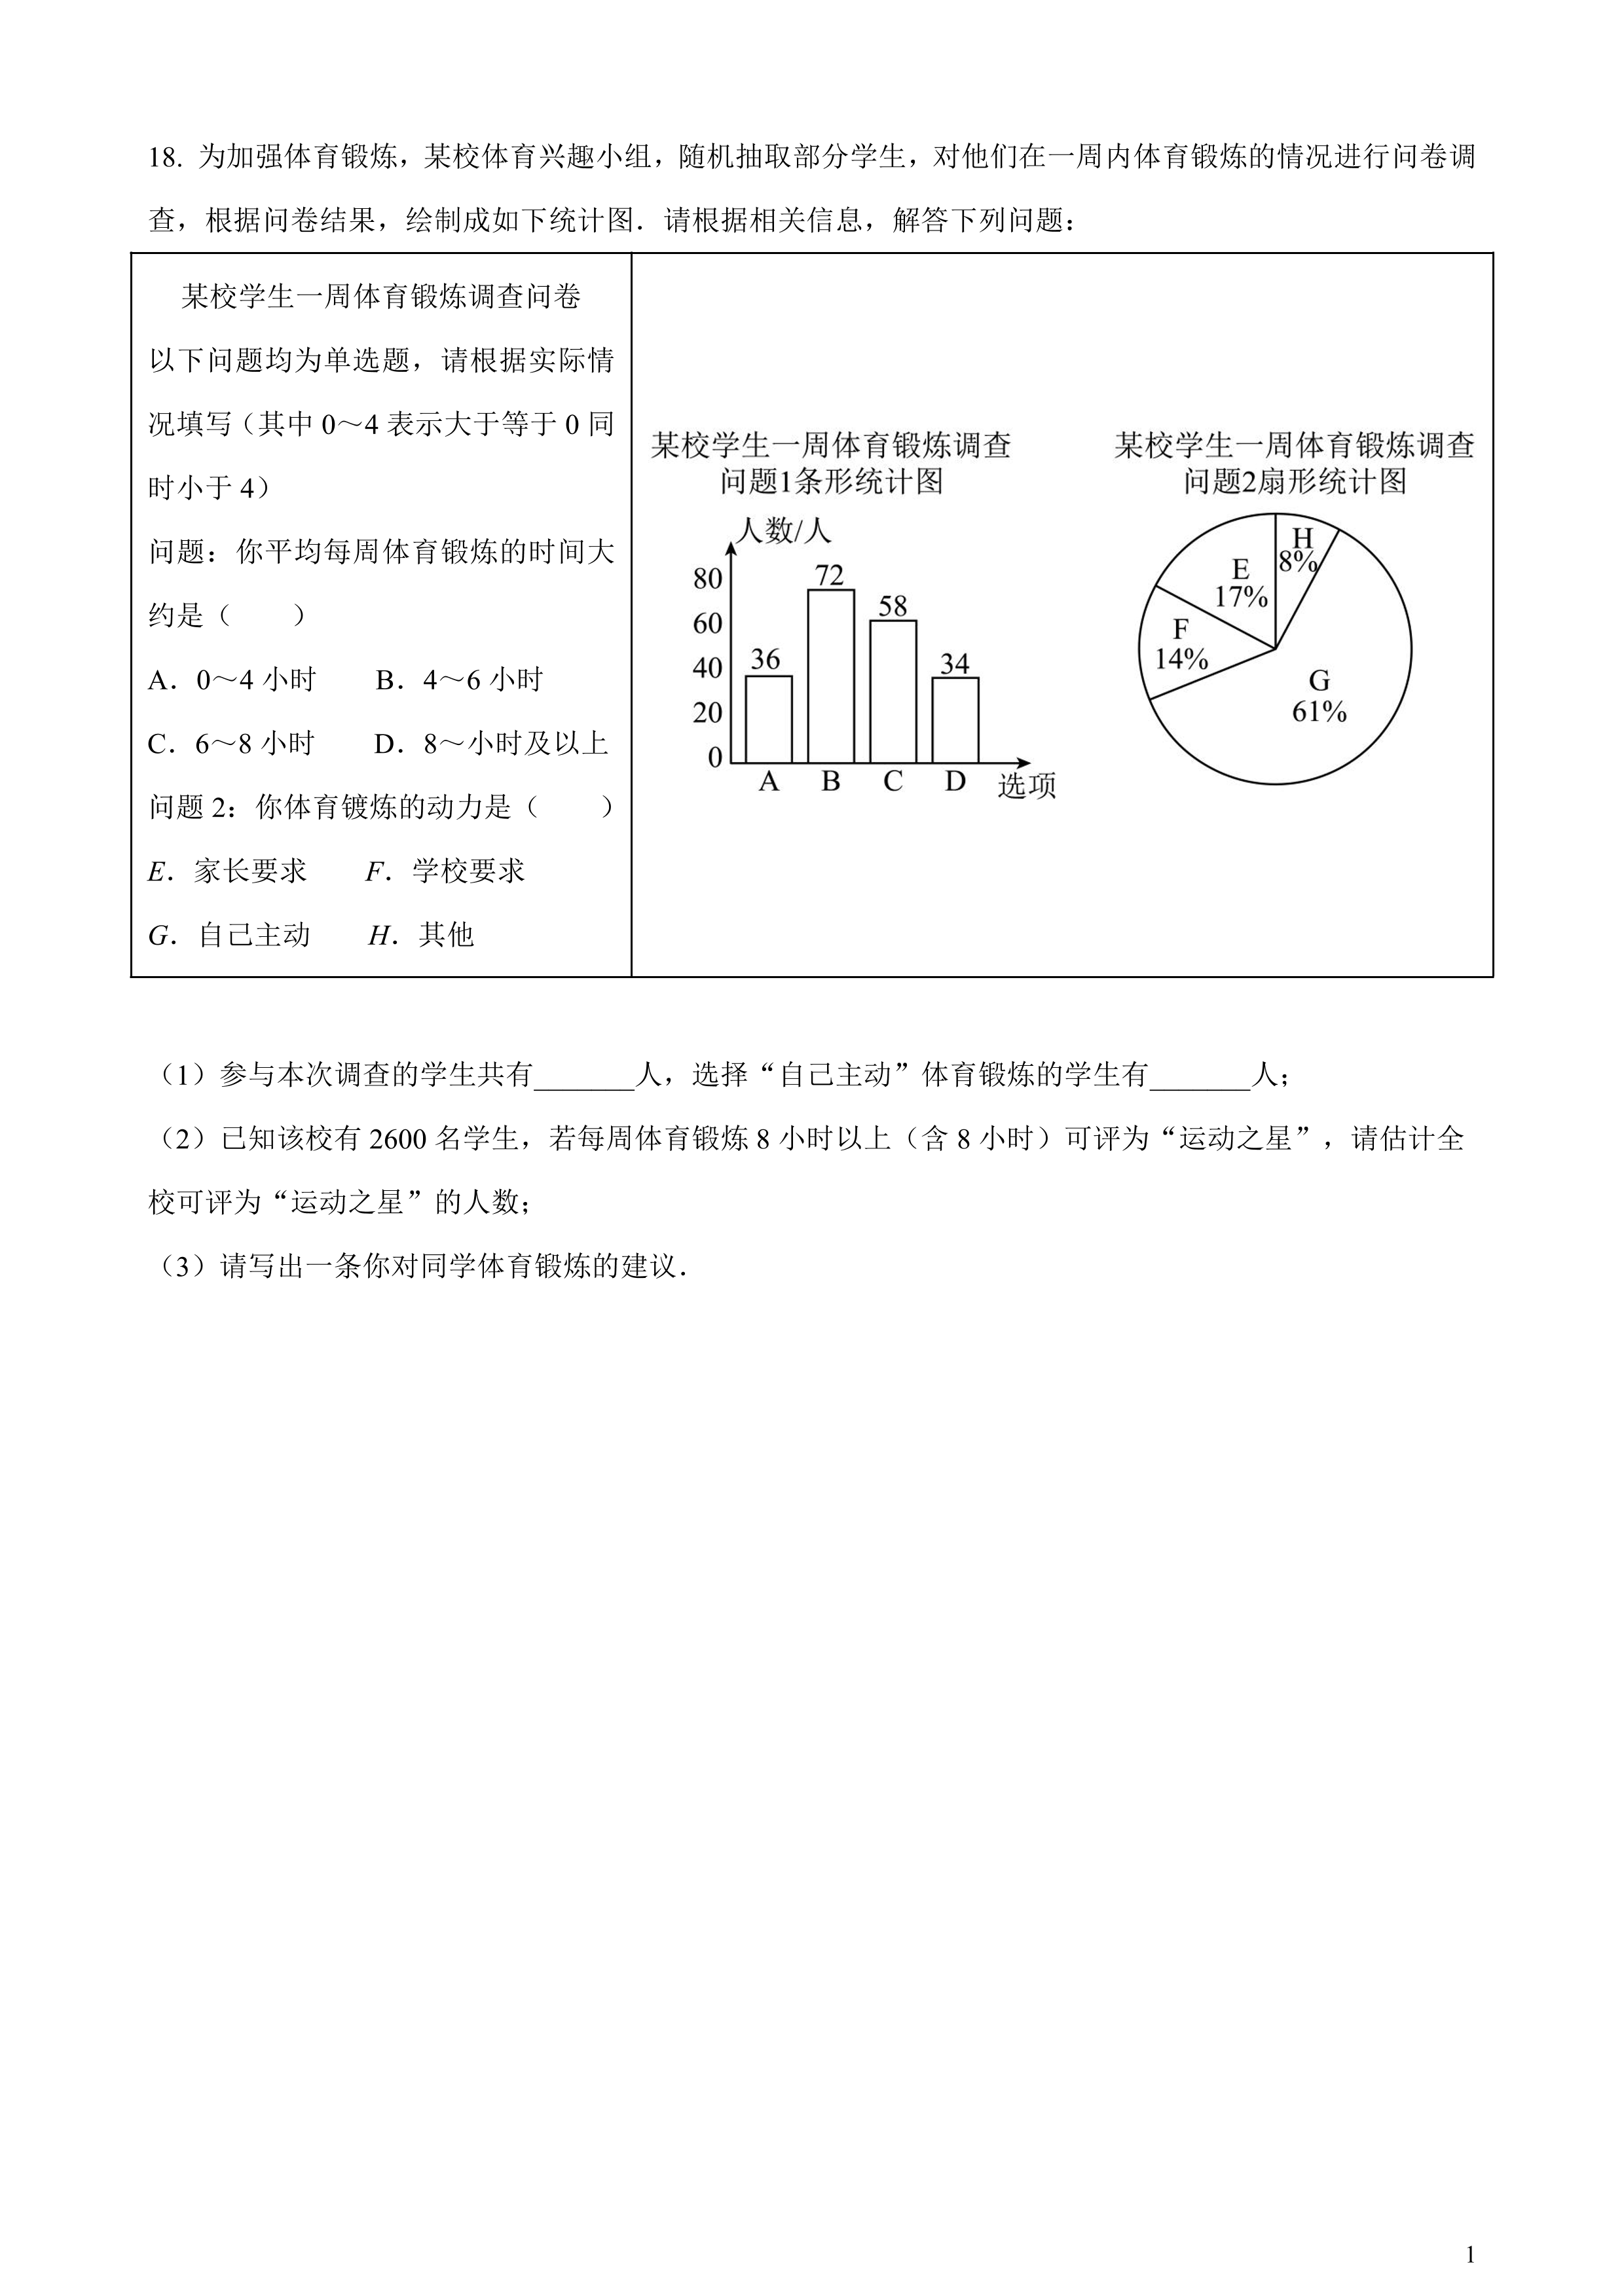 18. 为加强体育锻炼，某校体育兴趣小组，随机抽取部分学生，对他们在一周内体育锻炼的情况进行问卷调
查，根据问卷结果，绘制成如下统计图．请根据相关信息，解答下列问题：
某校学生一周体育锻炼调查问卷
以下问题均为单选题，请根据实际情
况填写（其中 0～4 表示大于等于 0 同
时小于 4）
问题：你平均每周体育锻炼的时间大
约是（　　）
A．0～4 小时　　B．4～6 小时
C．6～8 小时　　D．8～小时及以上
问题 2：你体育镀炼的动力是（　　）
E．家长要求　　F．学校要求
G．自己主动　　H．其他
某校学生一周体育锻炼调查
问题1条形统计图
人数/人
80
60
40
20
0
36
72
58
34
A
B
C
D
选项
某校学生一周体育锻炼调查
问题2扇形统计图
H
8%
E
17%
F
14%
G
61%
（1）参与本次调查的学生共有_______人，选择“自己主动”体育锻炼的学生有_______人；
（2）已知该校有 2600 名学生，若每周体育锻炼 8 小时以上（含 8 小时）可评为“运动之星”，请估计全
校可评为“运动之星”的人数；
（3）请写出一条你对同学体育锻炼的建议．
1